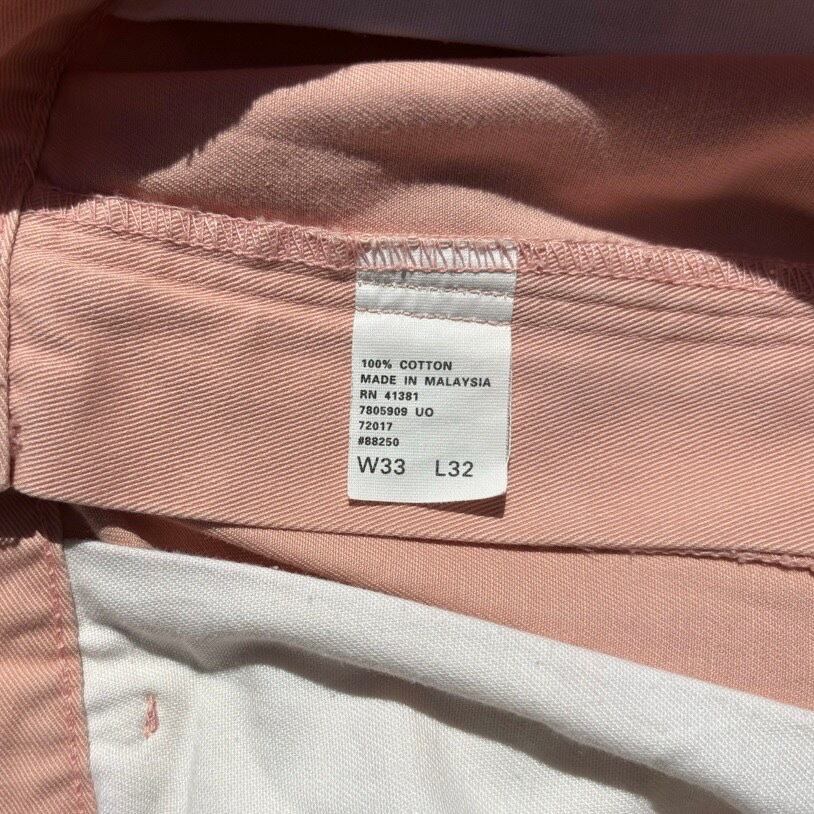 100% COTTON
MADE IN MALAYSIA
RN 41381
7805909 UO
72017
#88250
W33 L32